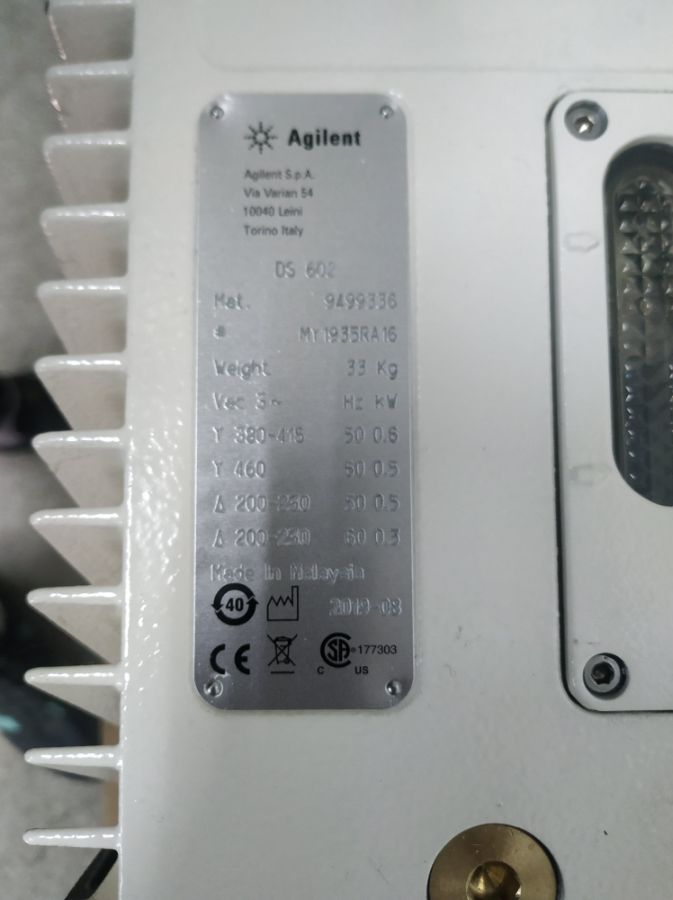 Agilent
Agilent S.p.A.
Via Varian 54
10040 Leini
Torino Italy
DS 602
Mat. 9499336
# MY1935RA16
Weight 33 Kg
Vac 3~ Hz kW
Y 380-415 50 0.6
Y 460 60 0.5
Δ 200-250 50 0.5
Δ 200-230 60 0.3
Made In Malaysia
40 2019-08
CE SA ®177303
C US